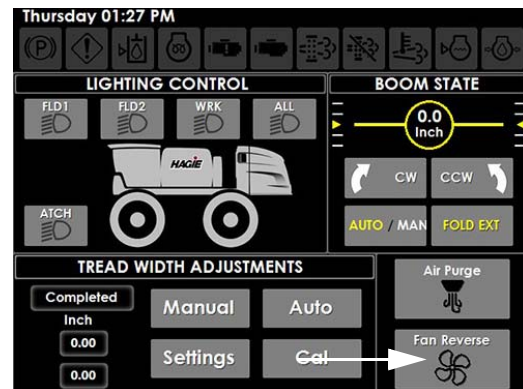 Thursday 01:27 PM
(P)
LIGHTING CONTROL
FLD1 FLD2 WRK ALL
HAGIE
ATCH
BOOM STATE
0.0
Inch
CW CCW
AUTO / MAN FOLD EXT
TREAD WIDTH ADJUSTMENTS
Completed
Inch
0.00
0.00
Manual Auto
Settings Cal
Air Purge
Fan Reverse